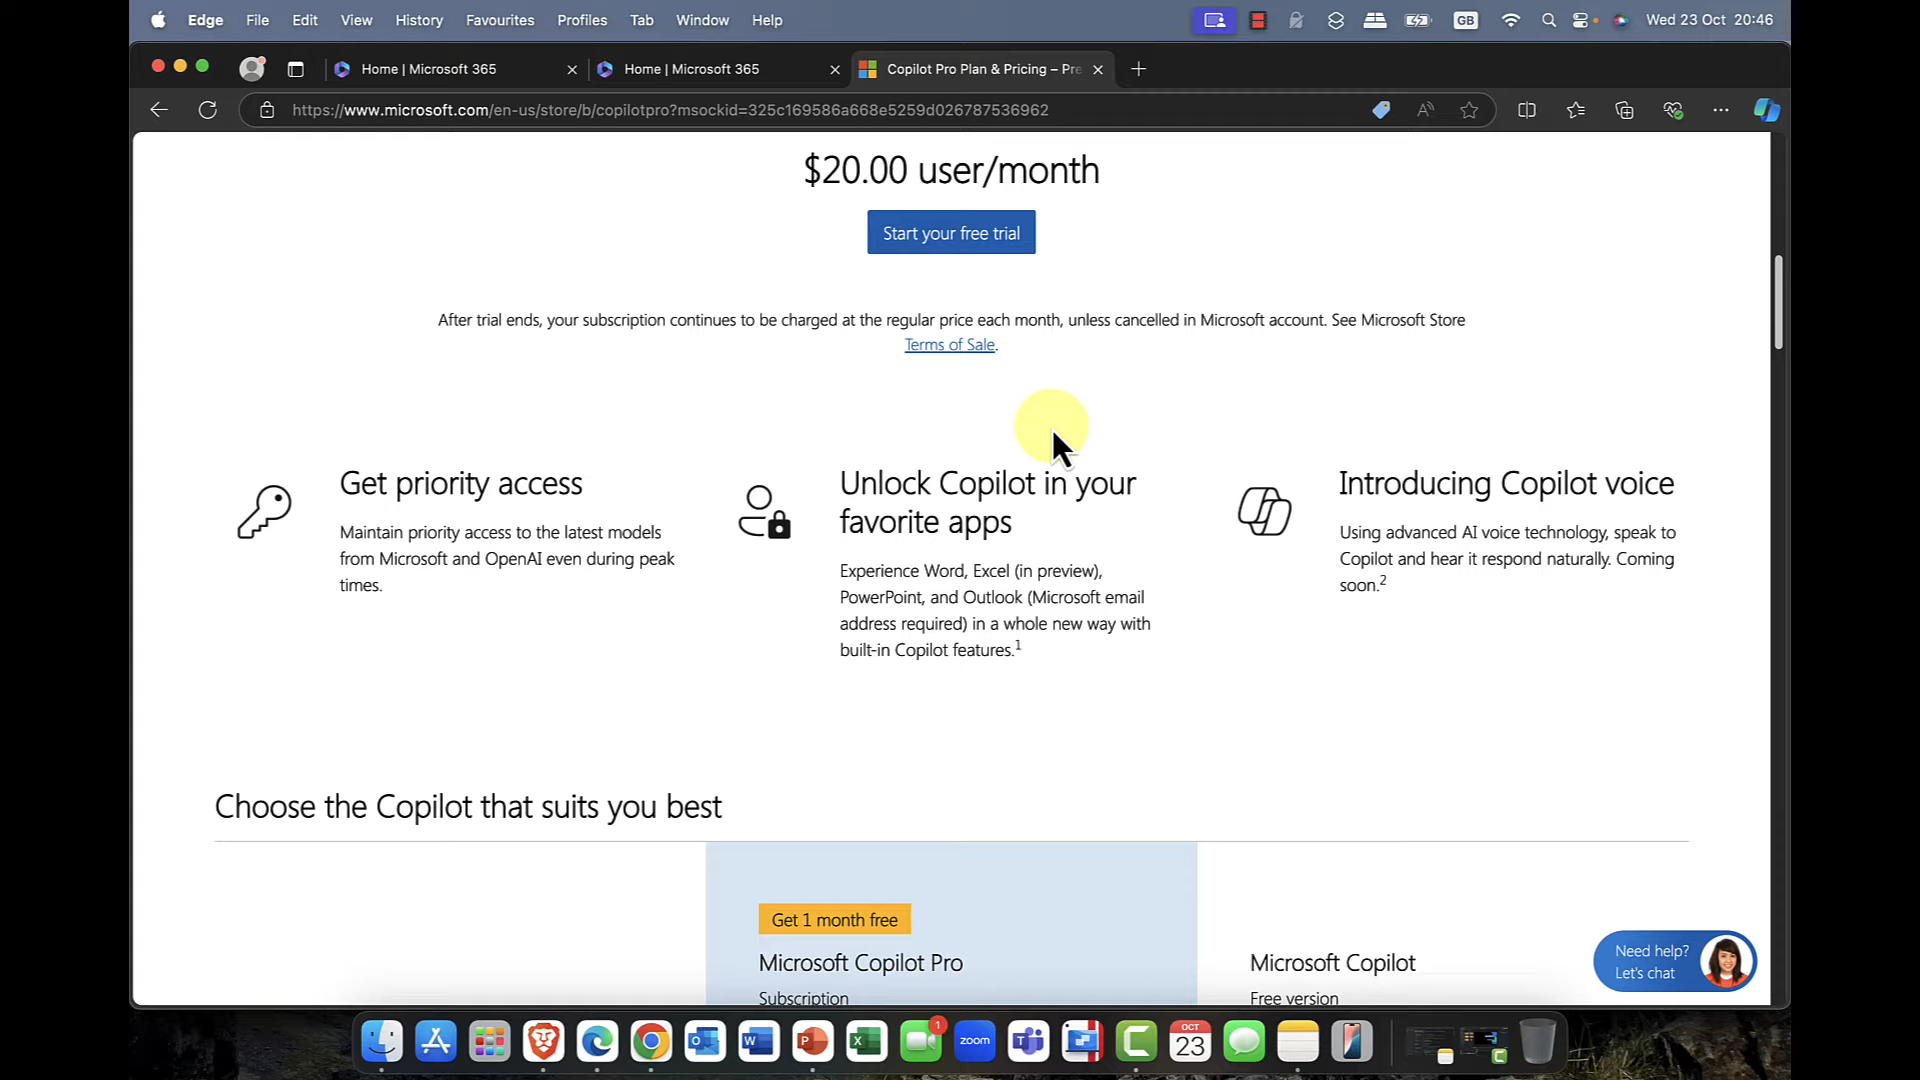 Edge File Edit View History Favourites Profiles Tab Window Help GB Wed 23 Oct 20:46
Home | Microsoft 365 Home | Microsoft 365 Copilot Pro Plan & Pricing – Pre
https://www.microsoft.com/en-us/store/b/copilotpro?msockid=325c169586a668e5259d026787536962
$20.00 user/month
Start your free trial
After trial ends, your subscription continues to be charged at the regular price each month, unless cancelled in Microsoft account. See Microsoft Store
Terms of Sale.
Get priority access
Maintain priority access to the latest models
from Microsoft and OpenAI even during peak
times.
Unlock Copilot in your
favorite apps
Experience Word, Excel (in preview),
PowerPoint, and Outlook (Microsoft email
address required) in a whole new way with
built-in Copilot features.1
Introducing Copilot voice
Using advanced AI voice technology, speak to
Copilot and hear it respond naturally. Coming
soon.2
Choose the Copilot that suits you best
Get 1 month free
Microsoft Copilot Pro
Subscription
Microsoft Copilot
Free version
Need help?
Let's chat
1
zoom
OCT
23